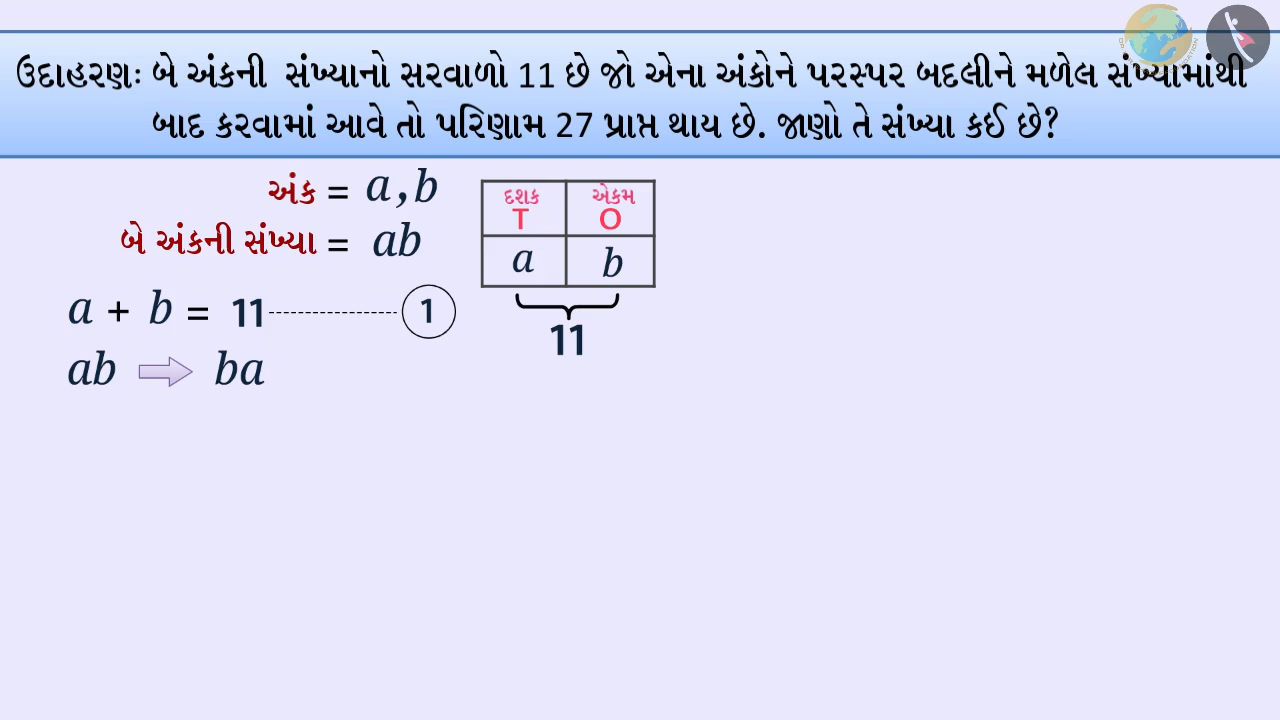 ઉદાહરણઃ બે અંકની સંખ્યાનો સરવાળો 11 છે જો એના અંકોને પરસ્પર બદલીને મળેલ સંખ્યામાંથી
બાદ કરવામાં આવે તો પરિણામ 27 પ્રાપ્ત થાય છે. જાણો તે સંખ્યા કઈ છે?
અંક = a,b
બે અંકની સંખ્યા = ab
દશક એકમ
T O
a b
11
a + b = 11 ------------------ 1
ab ⇨ ba